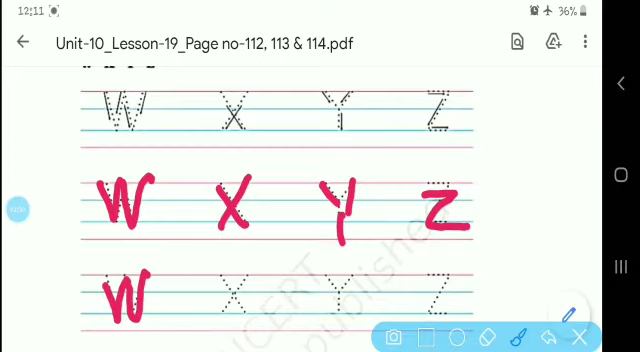 12:11 36%
Unit-10_Lesson-19_Page no-112, 113 & 114.pdf
W X Y Z
W X Y Z
W X Y Z
NCERT
published